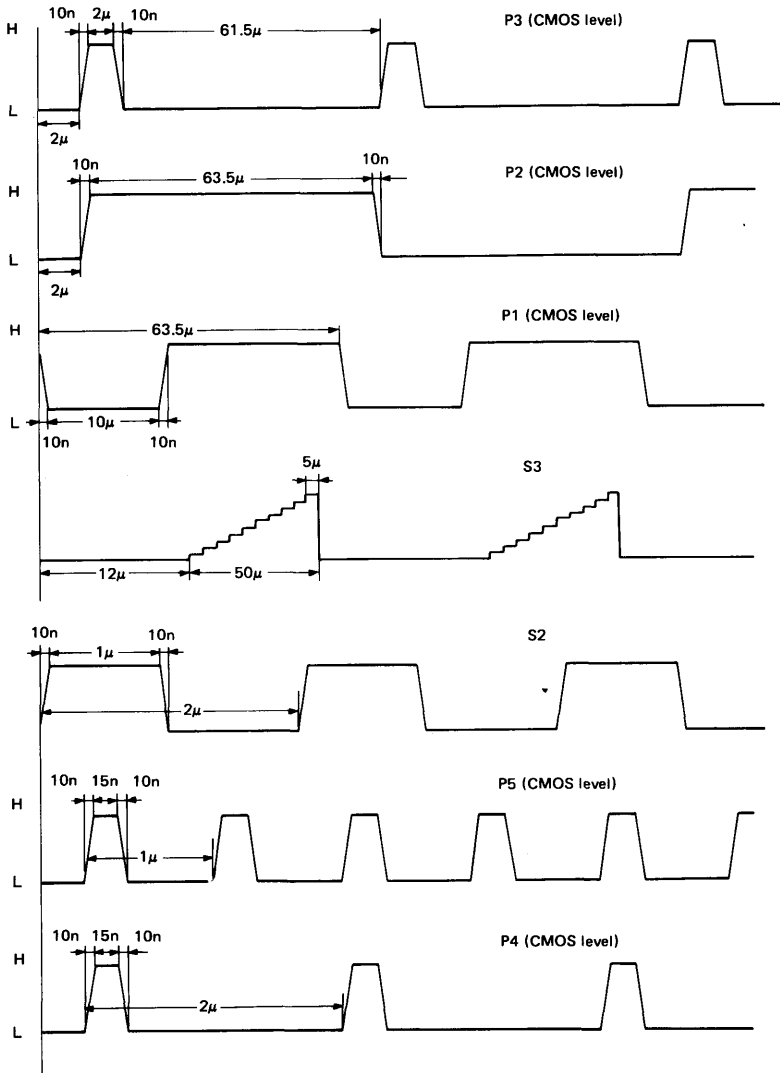 10n 2μ 10n 61.5μ P3 (CMOS level)
H
L
2μ
10n 63.5μ 10n P2 (CMOS level)
H
L
2μ
63.5μ P1 (CMOS level)
H
L 10μ
10n 10n
5μ S3
12μ 50μ
10n 1μ 10n S2
2μ
10n 15n 10n P5 (CMOS level)
H
1μ
L
10n 15n 10n P4 (CMOS level)
H
2μ
L